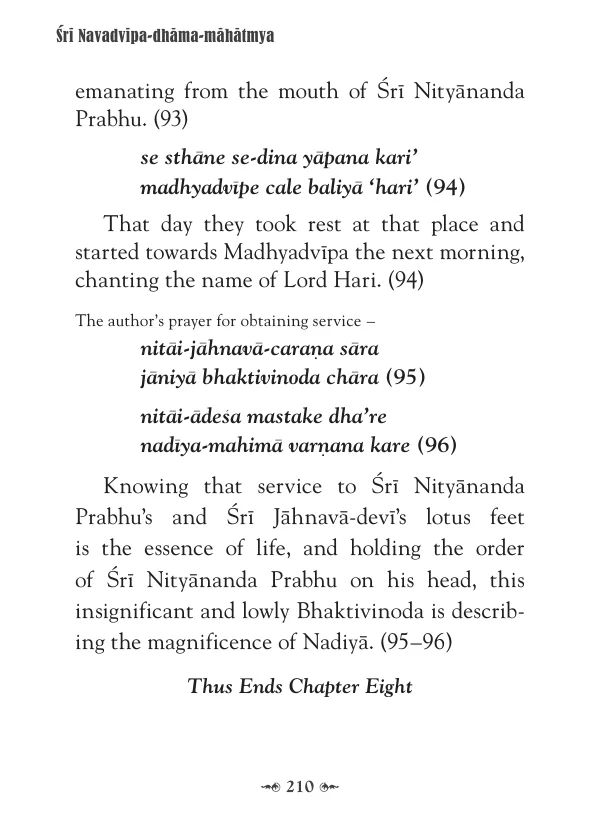 Śrī Navadvīpa-dhāma-māhātmya
emanating from the mouth of Śrī Nityānanda
Prabhu. (93)
se sthāne se-dina yāpana kari’
madhyadvīpe cale baliyā ‘hari’ (94)
That day they took rest at that place and
started towards Madhyadvīpa the next morning,
chanting the name of Lord Hari. (94)
The author’s prayer for obtaining service –
nitāi-jāhnavā-caraṇa sāra
jāniyā bhaktivinoda chāra (95)
nitāi-ādeśa mastake dha’re
nadīya-mahimā varṇana kare (96)
Knowing that service to Śrī Nityānanda
Prabhu’s and Śrī Jāhnavā-devī’s lotus feet
is the essence of life, and holding the order
of Śrī Nityānanda Prabhu on his head, this
insignificant and lowly Bhaktivinoda is describ-
ing the magnificence of Nadiyā. (95–96)
Thus Ends Chapter Eight
210